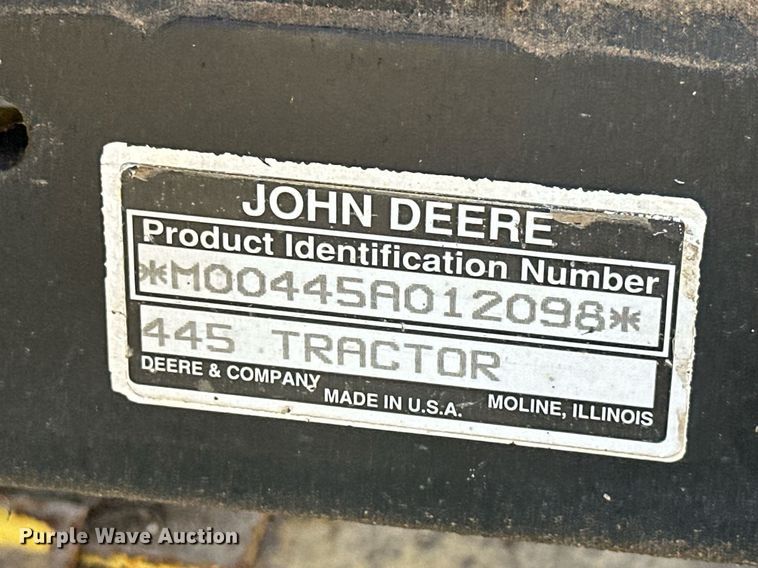 JOHN DEERE
Product Identification Number
*M00445A012098*
445 TRACTOR
DEERE & COMPANY MADE IN U.S.A. MOLINE, ILLINOIS
Purple Wave Auction